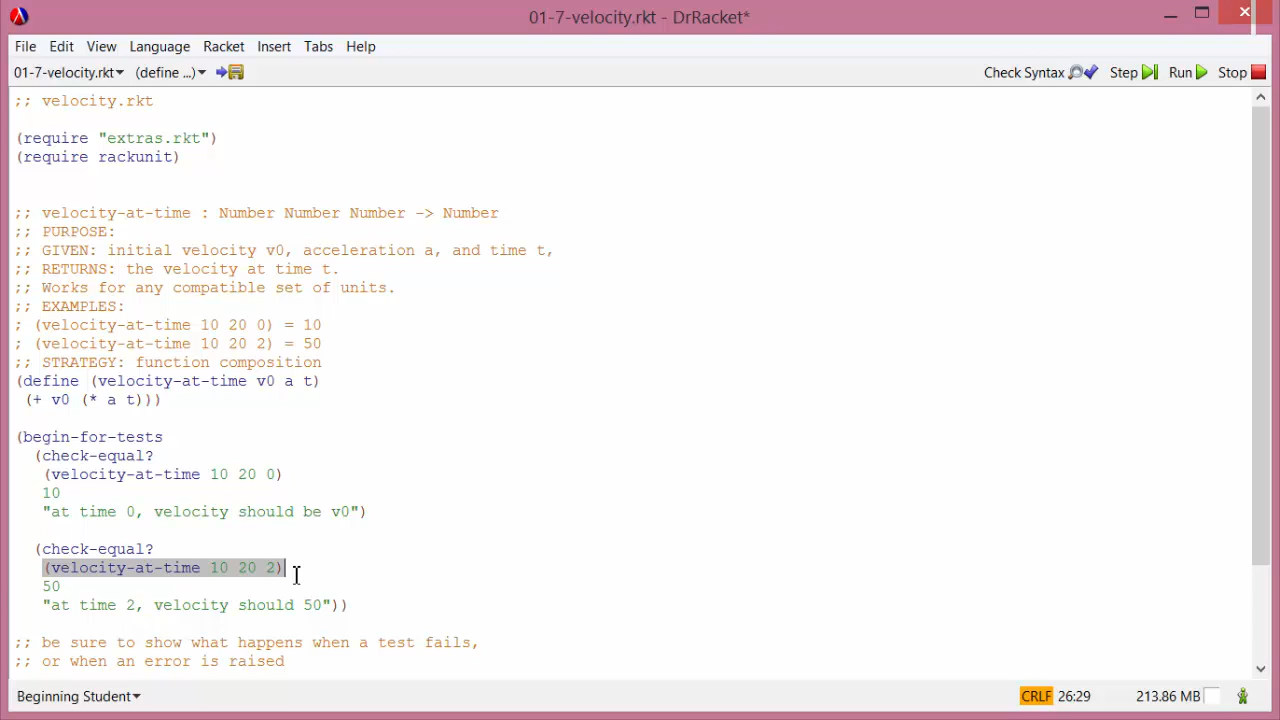 01-7-velocity.rkt - DrRacket*
File Edit View Language Racket Insert Tabs Help
01-7-velocity.rkt (define ...) Check Syntax Step Run Stop
;; velocity.rkt
(require "extras.rkt")
(require rackunit)
;; velocity-at-time : Number Number Number -> Number
;; PURPOSE:
;; GIVEN: initial velocity v0, acceleration a, and time t,
;; RETURNS: the velocity at time t.
;; Works for any compatible set of units.
;; EXAMPLES:
; (velocity-at-time 10 20 0) = 10
; (velocity-at-time 10 20 2) = 50
;; STRATEGY: function composition
(define (velocity-at-time v0 a t)
(+ v0 (* a t)))
(begin-for-tests
(check-equal?
(velocity-at-time 10 20 0)
10
"at time 0, velocity should be v0")
(check-equal?
(velocity-at-time 10 20 2)
50
"at time 2, velocity should 50"))
;; be sure to show what happens when a test fails,
;; or when an error is raised
Beginning Student CRLF 26:29 213.86 MB